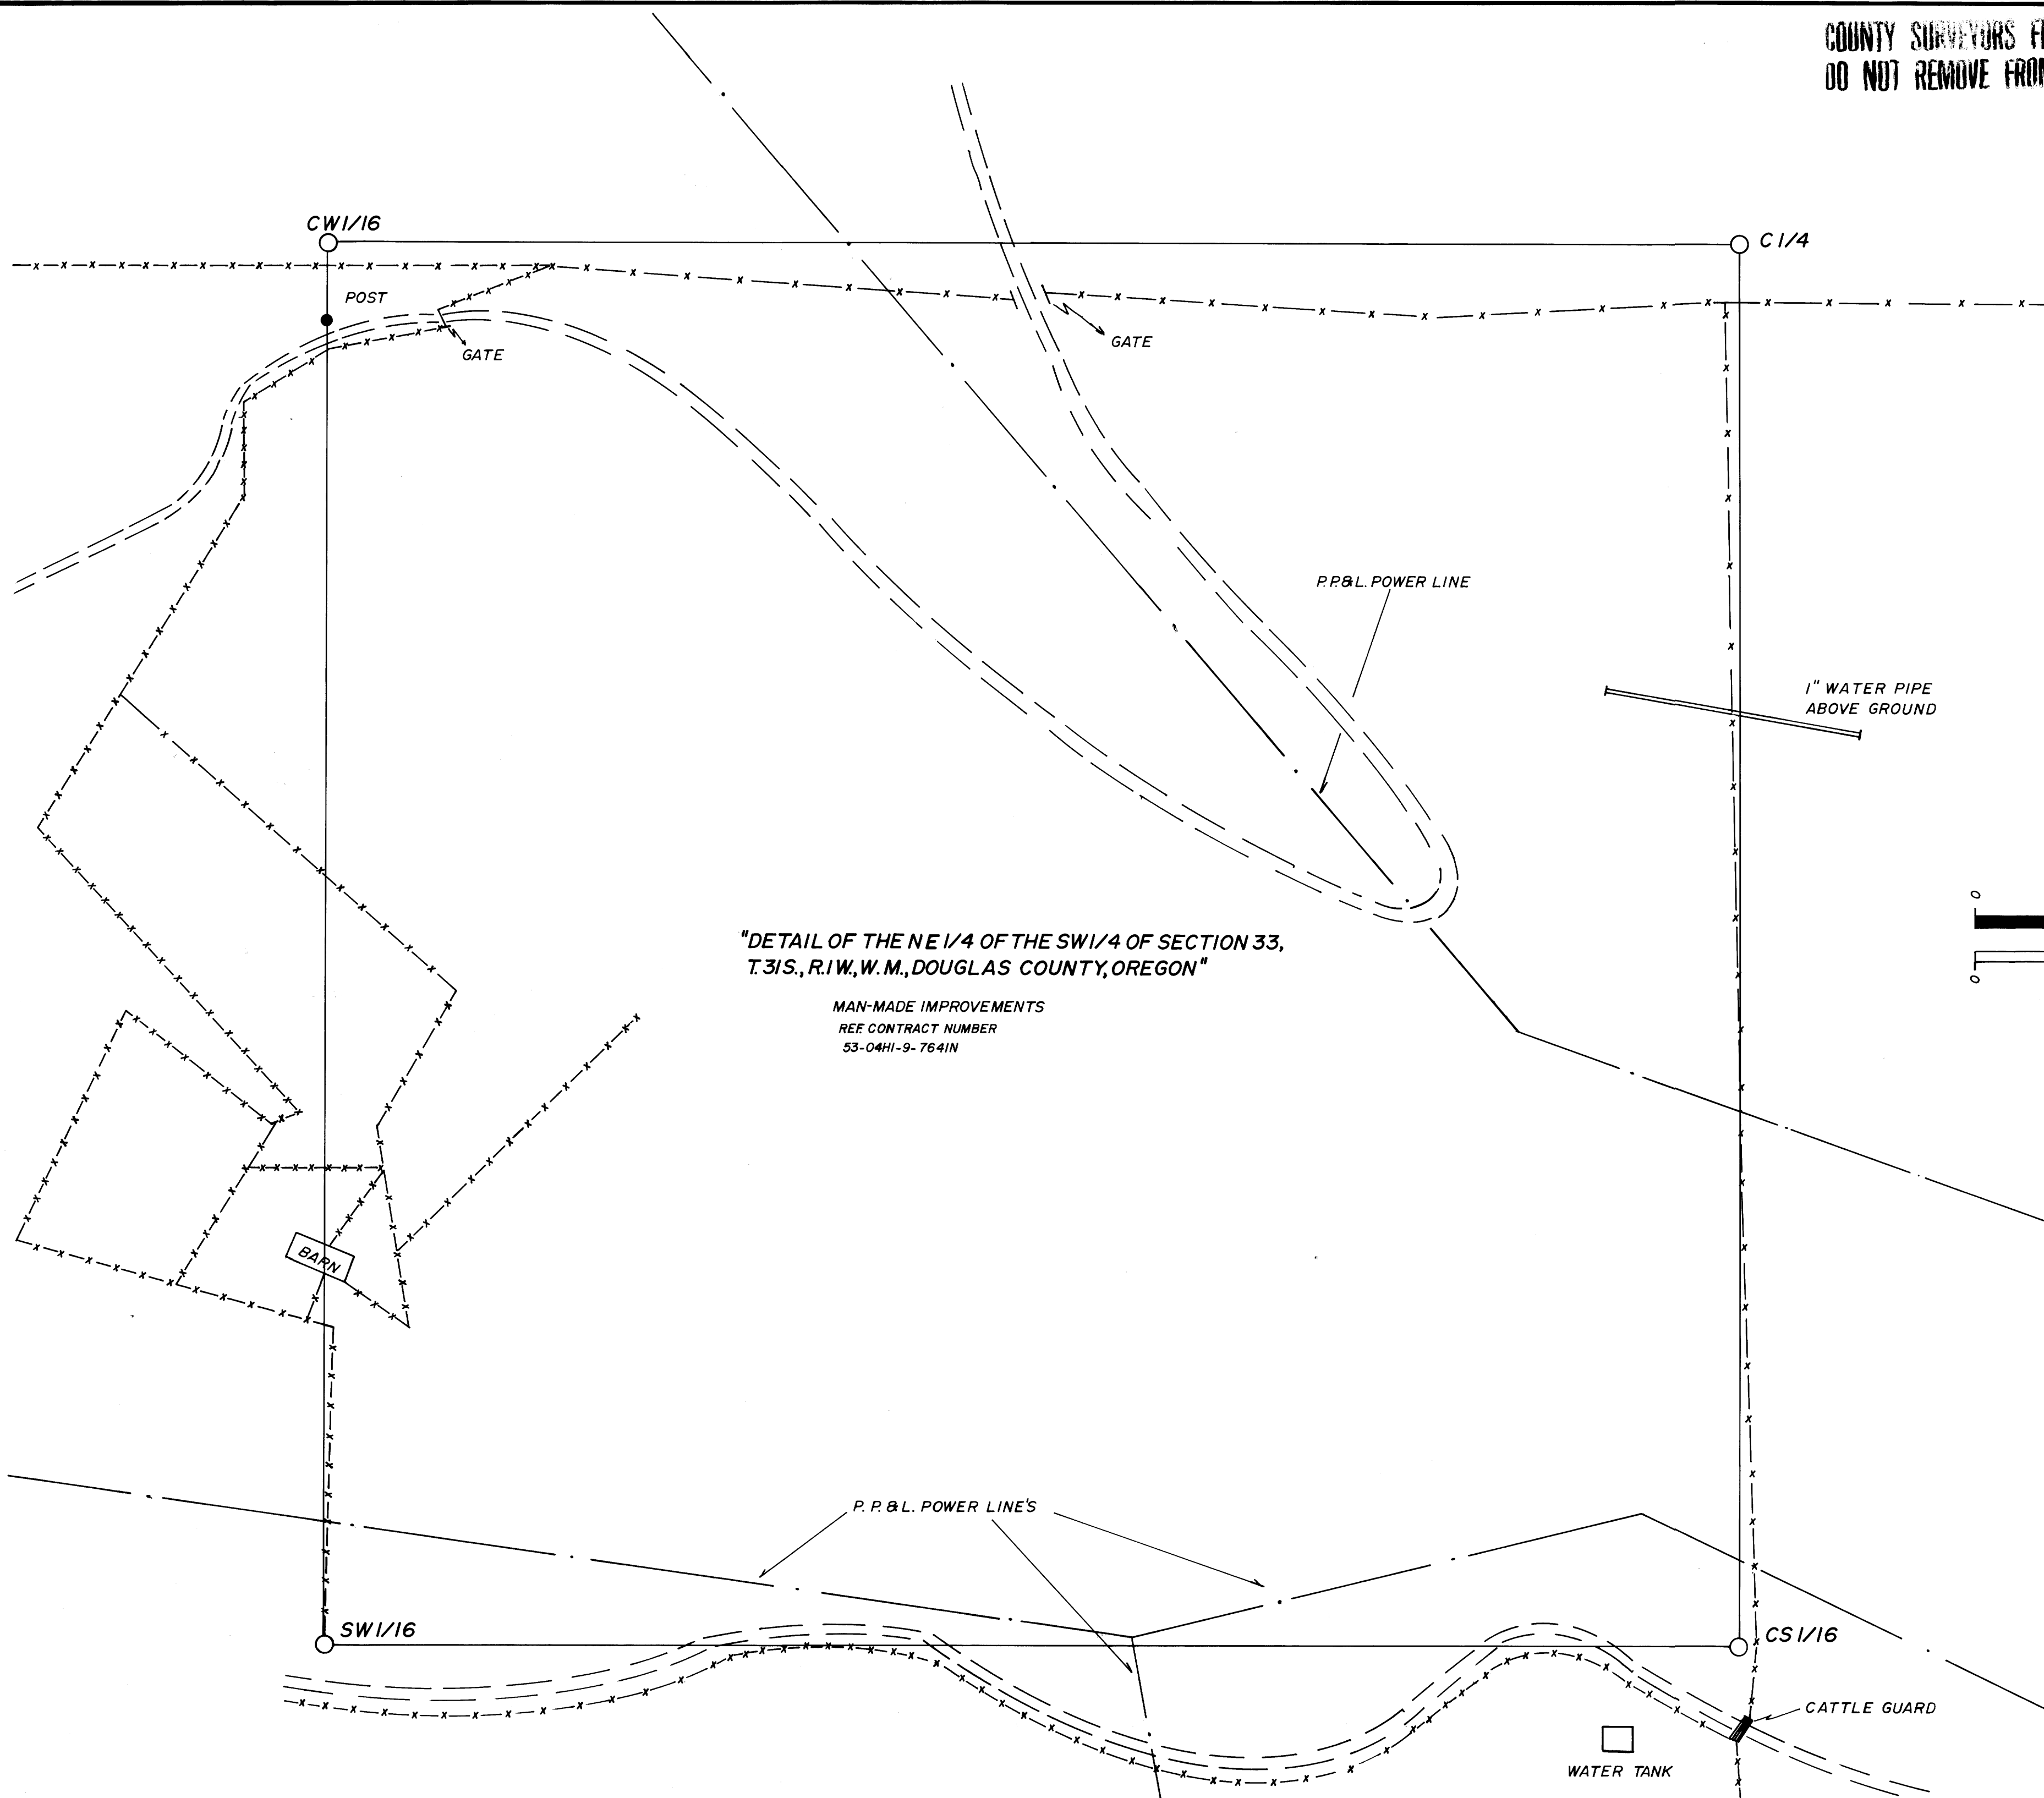 COUNTY SURVEYORS
DO NOT REMOVE
CW1/16
C1/4
POST
GATE
GATE
P.P.&L. POWER LINE
1" WATER PIPE
ABOVE GROUND
0
0
"DETAIL OF THE NE1/4 OF THE SW1/4 OF SECTION 33,
T.31S., R.1W., W.M., DOUGLAS COUNTY, OREGON"
MAN-MADE IMPROVEMENTS
REF. CONTRACT NUMBER
53-04H1-9-7641N
BARN
P.P.&L. POWER LINE'S
SW1/16
CS1/16
CATTLE GUARD
WATER TANK